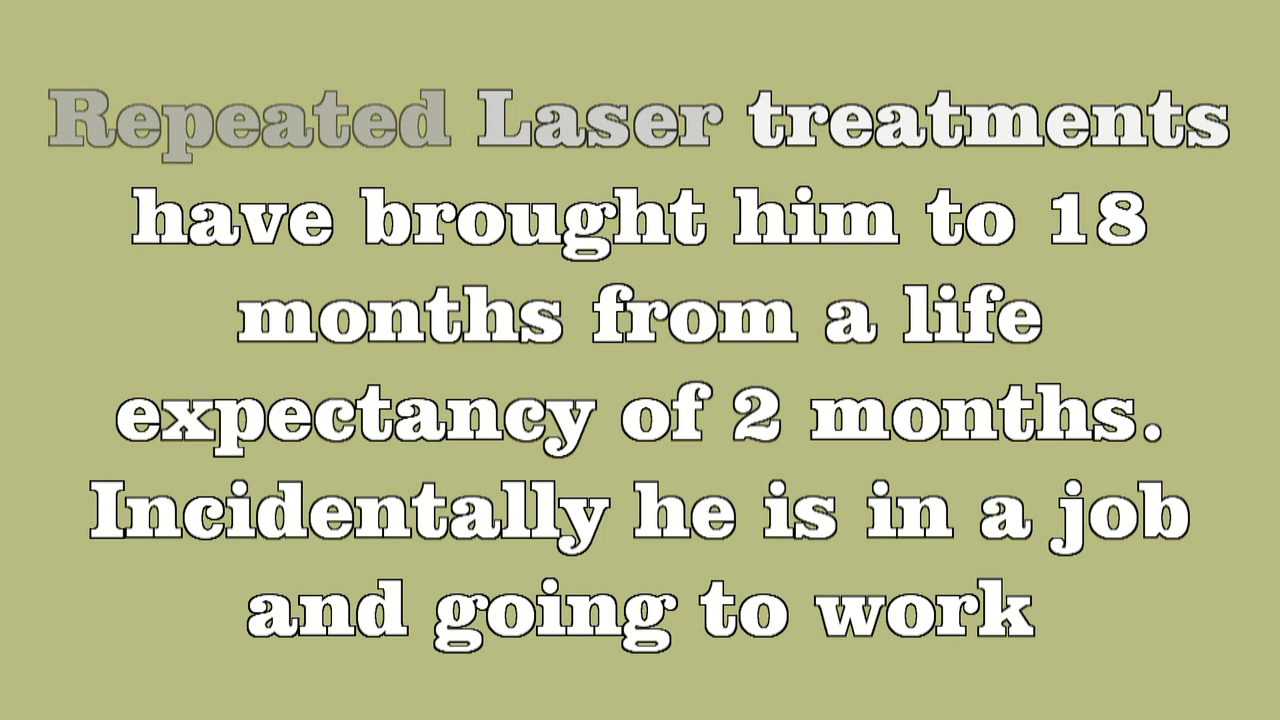 Repeated Laser treatments
have brought him to 18
months from a life
expectancy of 2 months.
Incidentally he is in a job
and going to work